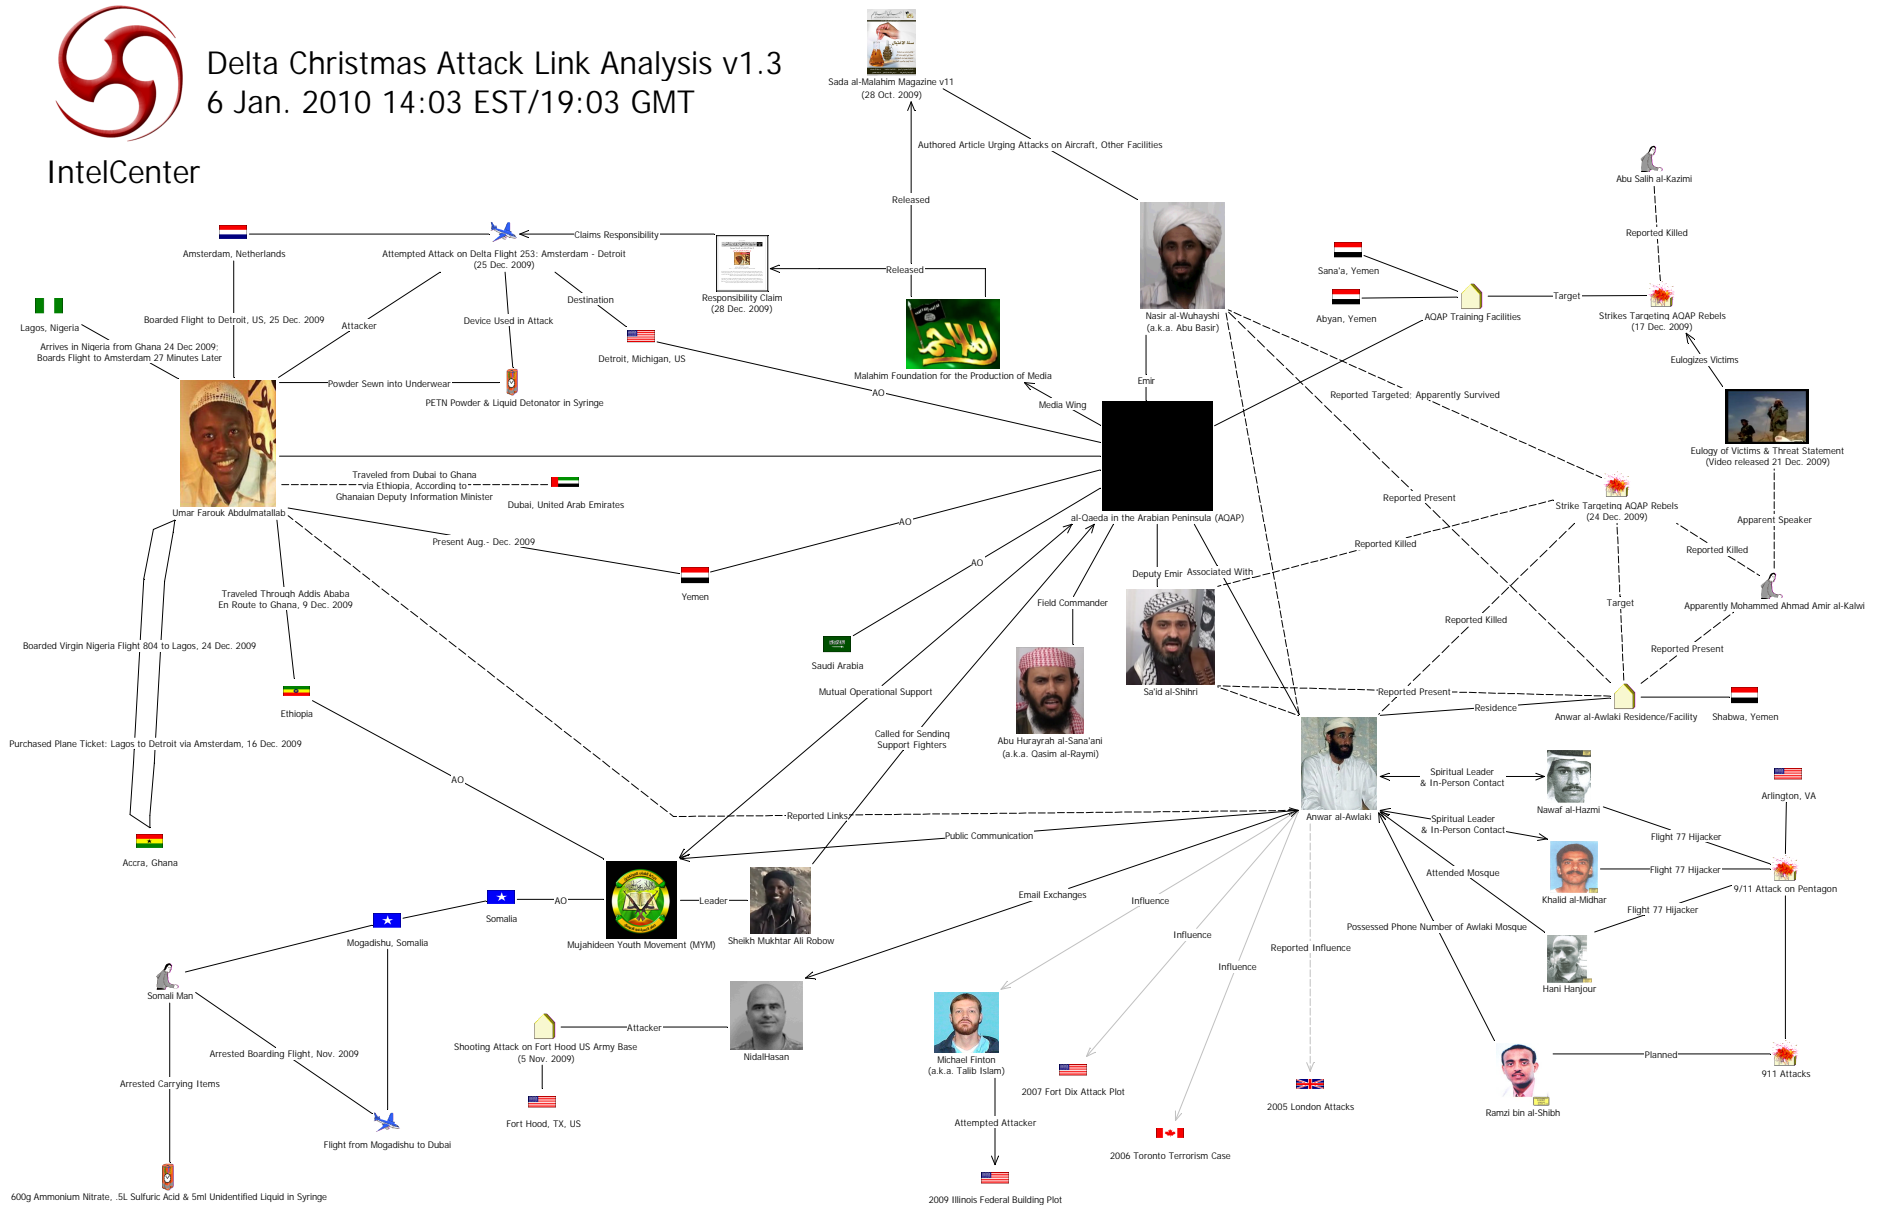 Delta Christmas Attack Link Analysis v1.3
6 Jan. 2010 14:03 EST/19:03 GMT
IntelCenter
Sada al-Malahim Magazine v11
(28 Oct. 2009)
Authored Article Urging Attacks on Aircraft, Other Facilities
Abu Salih al-Kazimi
Released
Reported Killed
Claims Responsibility
Amsterdam, Netherlands
Attempted Attack on Delta Flight 253: Amsterdam - Detroit
(25 Dec. 2009)
Released
Sana'a, Yemen
Destination
Responsibility Claim
(28 Dec. 2009)
Target
Lagos, Nigeria
Boarded Flight to Detroit, US, 25 Dec. 2009
Attacker
Device Used in Attack
Nasir al-Wuhayshi
(a.k.a. Abu Basir)
Abyan, Yemen
AQAP Training Facilities
Strikes Targeting AQAP Rebels
(17 Dec. 2009)
Arrives in Nigeria from Ghana 24 Dec 2009;
Boards Flight to Amsterdam 27 Minutes Later
Detroit, Michigan, US
Eulogizes Victims
Malahim Foundation for the Production of Media
Powder Sewn into Underwear
Emir
AO
Reported Targeted; Apparently Survived
PETN Powder & Liquid Detonator in Syringe
Media Wing
Eulogy of Victims & Threat Statement
(Video released 21 Dec. 2009)
Traveled from Dubai to Ghana
via Ethiopia, According to
Ghanaian Deputy Information Minister
Dubai, United Arab Emirates
Reported Present
Umar Farouk Abdulmatallab
al-Qaeda in the Arabian Peninsula (AQAP)
Strike Targeting AQAP Rebels
(24 Dec. 2009)
AO
Apparent Speaker
Present Aug.- Dec. 2009
Reported Killed
Reported Killed
AO
Deputy Emir
Associated With
Traveled Through Addis Ababa
En Route to Ghana, 9 Dec. 2009
Yemen
Field Commander
Target
Apparently Mohammed Ahmad Amir al-Kalwi
Reported Killed
Boarded Virgin Nigeria Flight 804 to Lagos, 24 Dec. 2009
Saudi Arabia
Reported Present
Mutual Operational Support
Sa'id al-Shihri
Reported Present
Residence
Ethiopia
Anwar al-Awlaki Residence/Facility
Shabwa, Yemen
Purchased Plane Ticket: Lagos to Detroit via Amsterdam, 16 Dec. 2009
Called for Sending
Support Fighters
Abu Hurayrah al-Sana'ani
(a.k.a. Qasim al-Raymi)
AO
Spiritual Leader
& In-Person Contact
Arlington, VA
Nawaf al-Hazmi
Reported Links
Anwar al-Awlaki
Spiritual Leader
& In-Person Contact
Public Communication
Flight 77 Hijacker
Accra, Ghana
Attended Mosque
Flight 77 Hijacker
9/11 Attack on Pentagon
Email Exchanges
Influence
Khalid al-Midhar
AO
Leader
Flight 77 Hijacker
Somalia
Possessed Phone Number of Awlaki Mosque
Mogadishu, Somalia
Mujahideen Youth Movement (MYM)
Sheikh Mukhtar Ali Robow
Influence
Reported Influence
Influence
Somali Man
Hani Hanjour
Attacker
Shooting Attack on Fort Hood US Army Base
(5 Nov. 2009)
NidalHasan
Arrested Boarding Flight, Nov. 2009
Michael Finton
(a.k.a. Talib Islam)
Planned
911 Attacks
Arrested Carrying Items
2007 Fort Dix Attack Plot
2005 London Attacks
Ramzi bin al-Shibh
Fort Hood, TX, US
Attempted Attacker
Flight from Mogadishu to Dubai
2006 Toronto Terrorism Case
600g Ammonium Nitrate, .5L Sulfuric Acid & 5ml Unidentified Liquid in Syringe
2009 Illinois Federal Building Plot